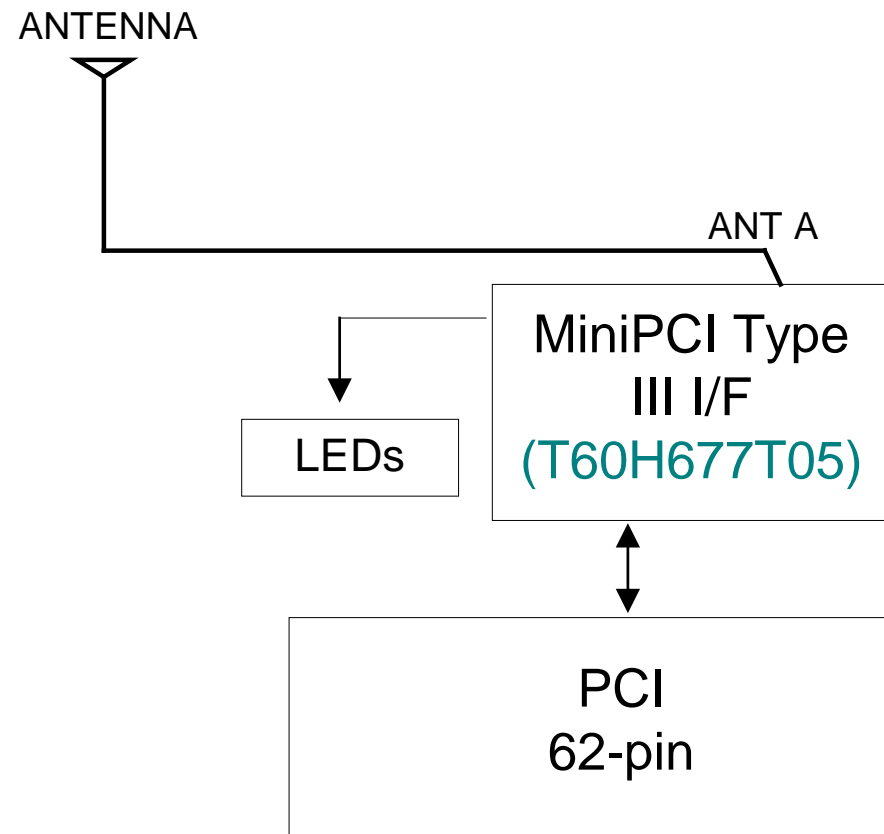 ANTENNA
ANT A
MiniPCI Type
III I/F
(T60H677T05)
LEDs
PCI
62-pin